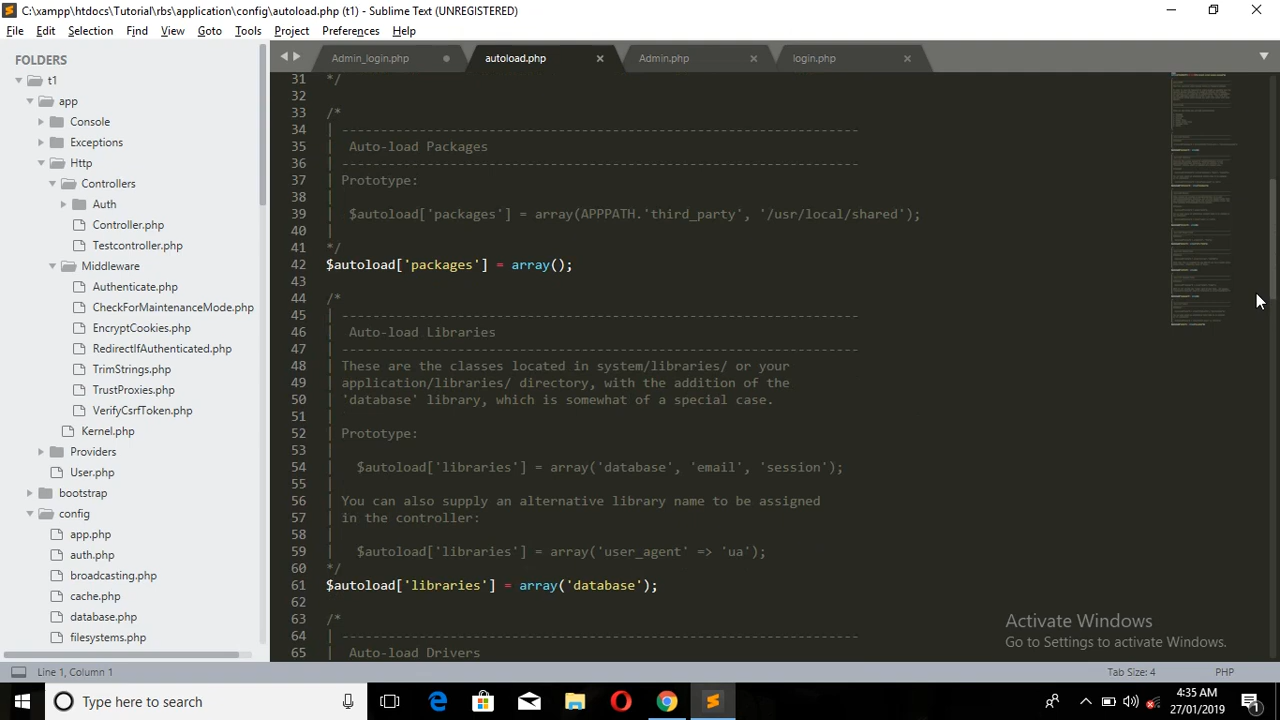 C:\xampp\htdocs\Tutorial\rbs\application\config\autoload.php (t1) - Sublime Text (UNREGISTERED)
File Edit Selection Find View Goto Tools Project Preferences Help
FOLDERS
t1
app
Console
Exceptions
Http
Controllers
Auth
Controller.php
Testcontroller.php
Middleware
Authenticate.php
CheckForMaintenanceMode.php
EncryptCookies.php
RedirectIfAuthenticated.php
TrimStrings.php
TrustProxies.php
VerifyCsrfToken.php
Kernel.php
Providers
User.php
bootstrap
config
app.php
auth.php
broadcasting.php
cache.php
database.php
filesystems.php
Admin_login.php autoload.php Admin.php login.php
31 */
32
33 /*
34 | -------------------------------------------------------------------
35 |  Auto-load Packages
36 | -------------------------------------------------------------------
37 | Prototype:
38 |
39 |  $autoload['packages'] = array(APPPATH.'third_party', '/usr/local/shared');
40 |
41 */
42 $autoload['packages'] = array();
43
44 /*
45 | -------------------------------------------------------------------
46 |  Auto-load Libraries
47 | -------------------------------------------------------------------
48 | These are the classes located in system/libraries/ or your
49 | application/libraries/ directory, with the addition of the
50 | 'database' library, which is somewhat of a special case.
51 |
52 | Prototype:
53 |
54 |   $autoload['libraries'] = array('database', 'email', 'session');
55 |
56 | You can also supply an alternative library name to be assigned
57 | in the controller:
58 |
59 |   $autoload['libraries'] = array('user_agent' => 'ua');
60 */
61 $autoload['libraries'] = array('database');
62
63 /*
64 | -------------------------------------------------------------------
65 |  Auto-load Drivers
Activate Windows
Go to Settings to activate Windows.
Line 1, Column 1 Tab Size: 4 PHP
Type here to search
4:35 AM
27/01/2019
1